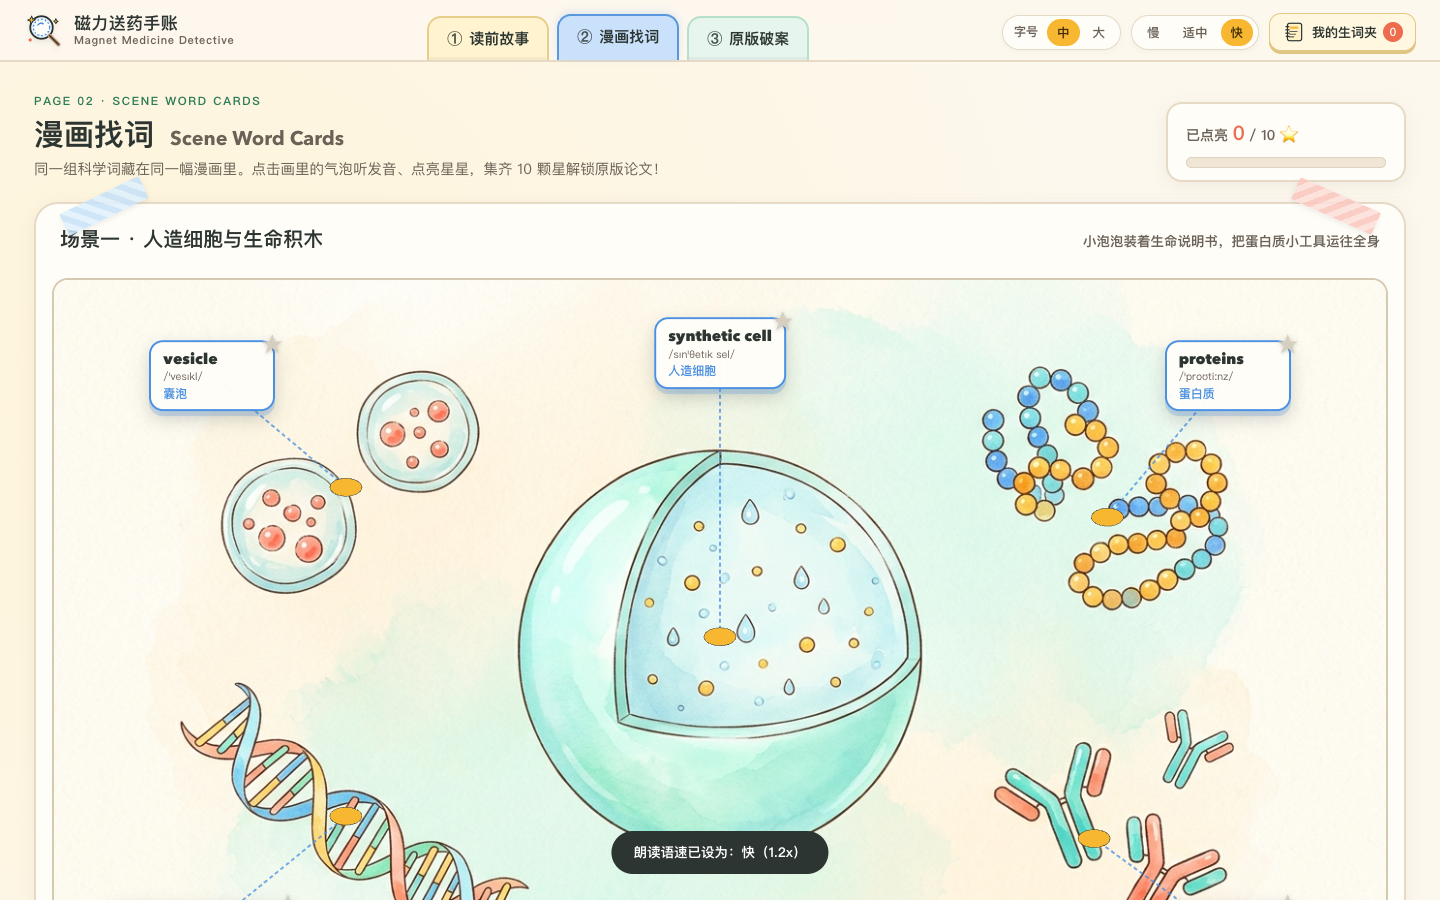 磁力送药手账
Magnet Medicine Detective
① 读前故事
② 漫画找词
③ 原版破案
字号 中 大
慢 适中 快
我的生词夹 0
PAGE 02 · SCENE WORD CARDS
漫画找词 Scene Word Cards
同一组科学词藏在同一幅漫画里。点击画里的气泡听发音、点亮星星，集齐 10 颗星解锁原版论文！
已点亮 0 / 10
场景一 · 人造细胞与生命积木
小泡泡装着生命说明书，把蛋白质小工具运往全身
vesicle
/ˈvesɪkl/
囊泡
synthetic cell
/sɪnˈθetɪk sel/
人造细胞
proteins
/ˈproʊtiːnz/
蛋白质
朗读语速已设为：快（1.2x）